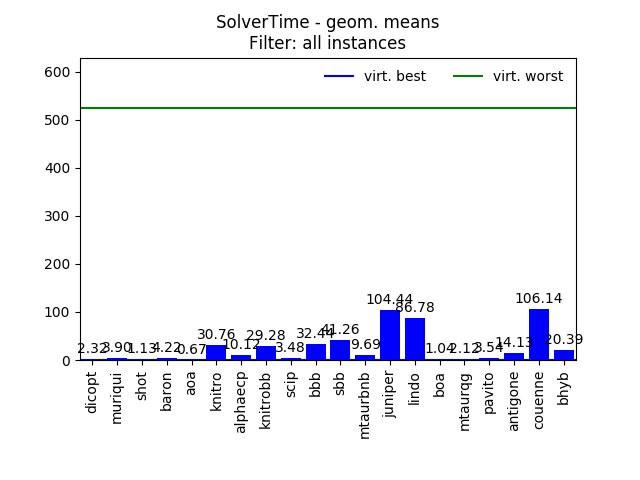 SolverTime - geom. means
Filter: all instances
virt. best
virt. worst
600
500
400
300
200
100
0
2.32
3.90
1.13
4.22
0.67
30.76
10.12
29.28
3.48
32.44
41.26
9.69
104.44
86.78
1.04
2.12
3.54
14.13
106.14
20.39
dicopt
muriqui
shot
baron
aoa
knitro
alphaecp
knitrobb
scip
bbb
sbb
mtaurbnb
juniper
lindo
boa
mtaurqg
pavito
antigone
couenne
bhyb